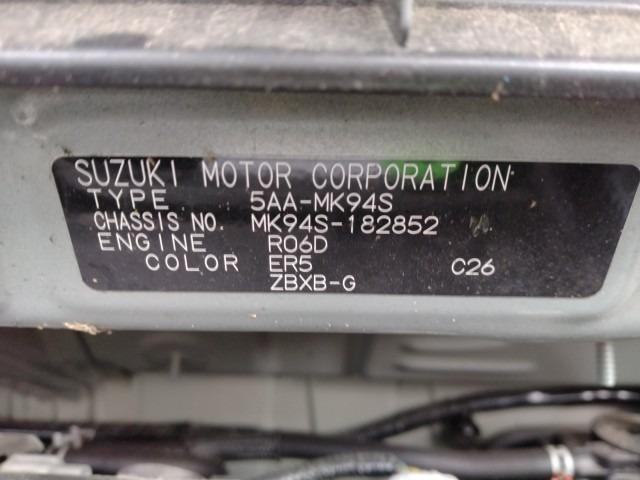 SUZUKI MOTOR CORPORATION
TYPE 5AA-MK94S
CHASSIS NO. MK94S-182852
ENGINE R06D
COLOR ER5 C26
ZBXB-G